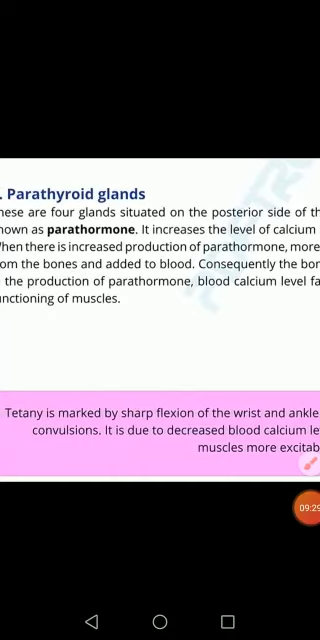 . Parathyroid glands
hese are four glands situated on the posterior side of th
nown as parathormone. It increases the level of calcium
hen there is increased production of parathormone, more
om the bones and added to blood. Consequently the bon
the production of parathormone, blood calcium level fa
unctioning of muscles.
Tetany is marked by sharp flexion of the wrist and ankle
convulsions. It is due to decreased blood calcium le
muscles more excitab
09:29